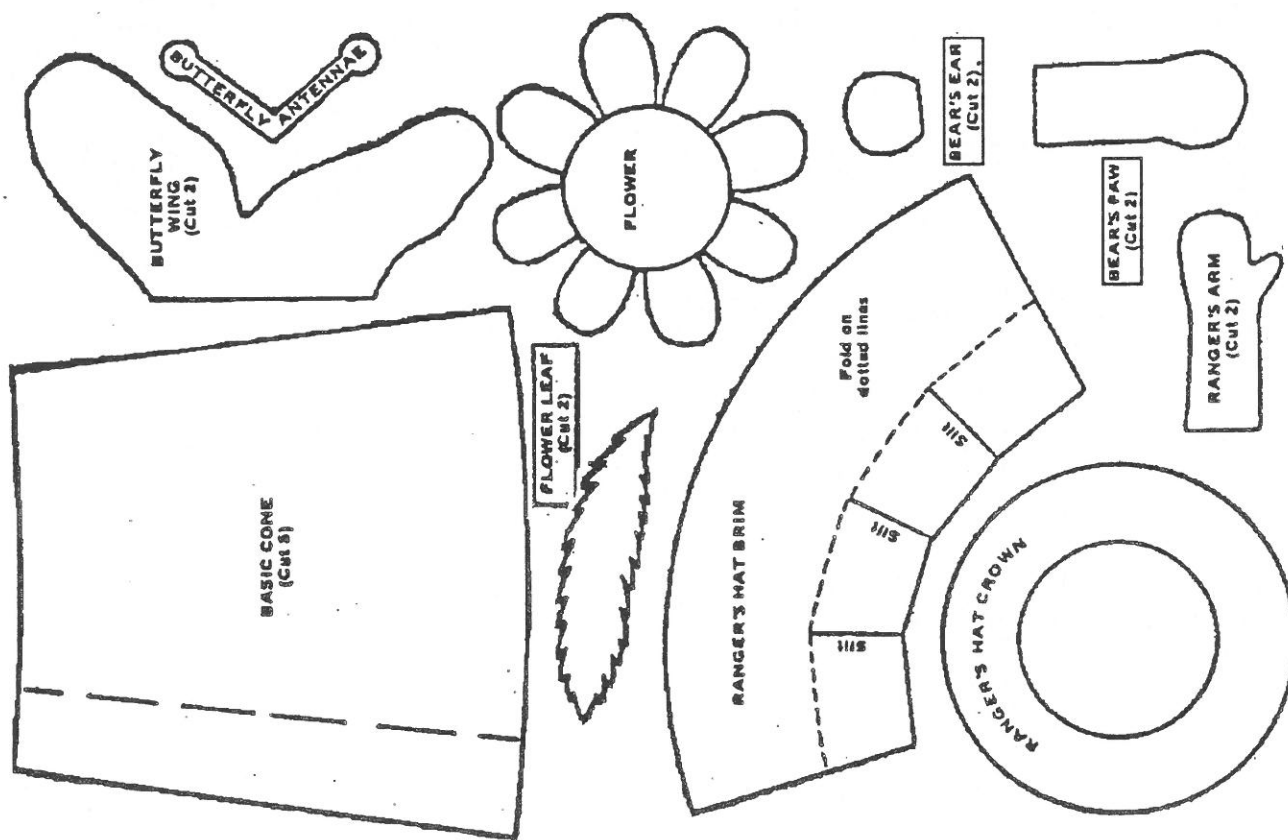 BUTTERFLY ANTENNAE
BUTTERFLY
WING
(Cut 2)
FLOWER
BEAR'S EAR
(Cut 2)
BEAR'S PAW
(Cut 2)
RANGER'S ARM
(Cut 2)
BASIC CONE
(Cut
FLOWER LEAF
(Cut 2)
RANGER'S HAT BRIM
Fold on
dotted lines
Slit
Slit
Slit
RANGER'S HAT CROWN